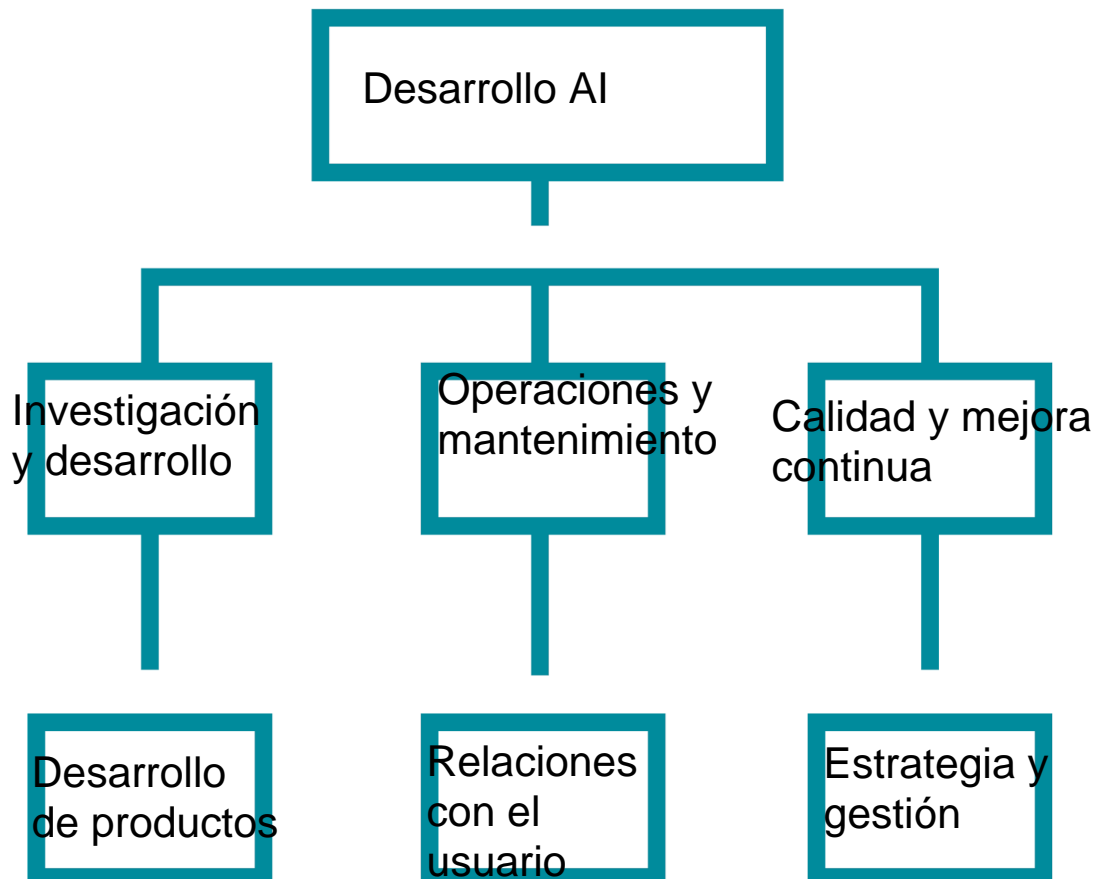 Desarrollo AI
Investigación
y desarrollo
Operaciones y
mantenimiento
Calidad y mejora
continua
Desarrollo
de productos
Relaciones
con el
usuario
Estrategia y
gestión